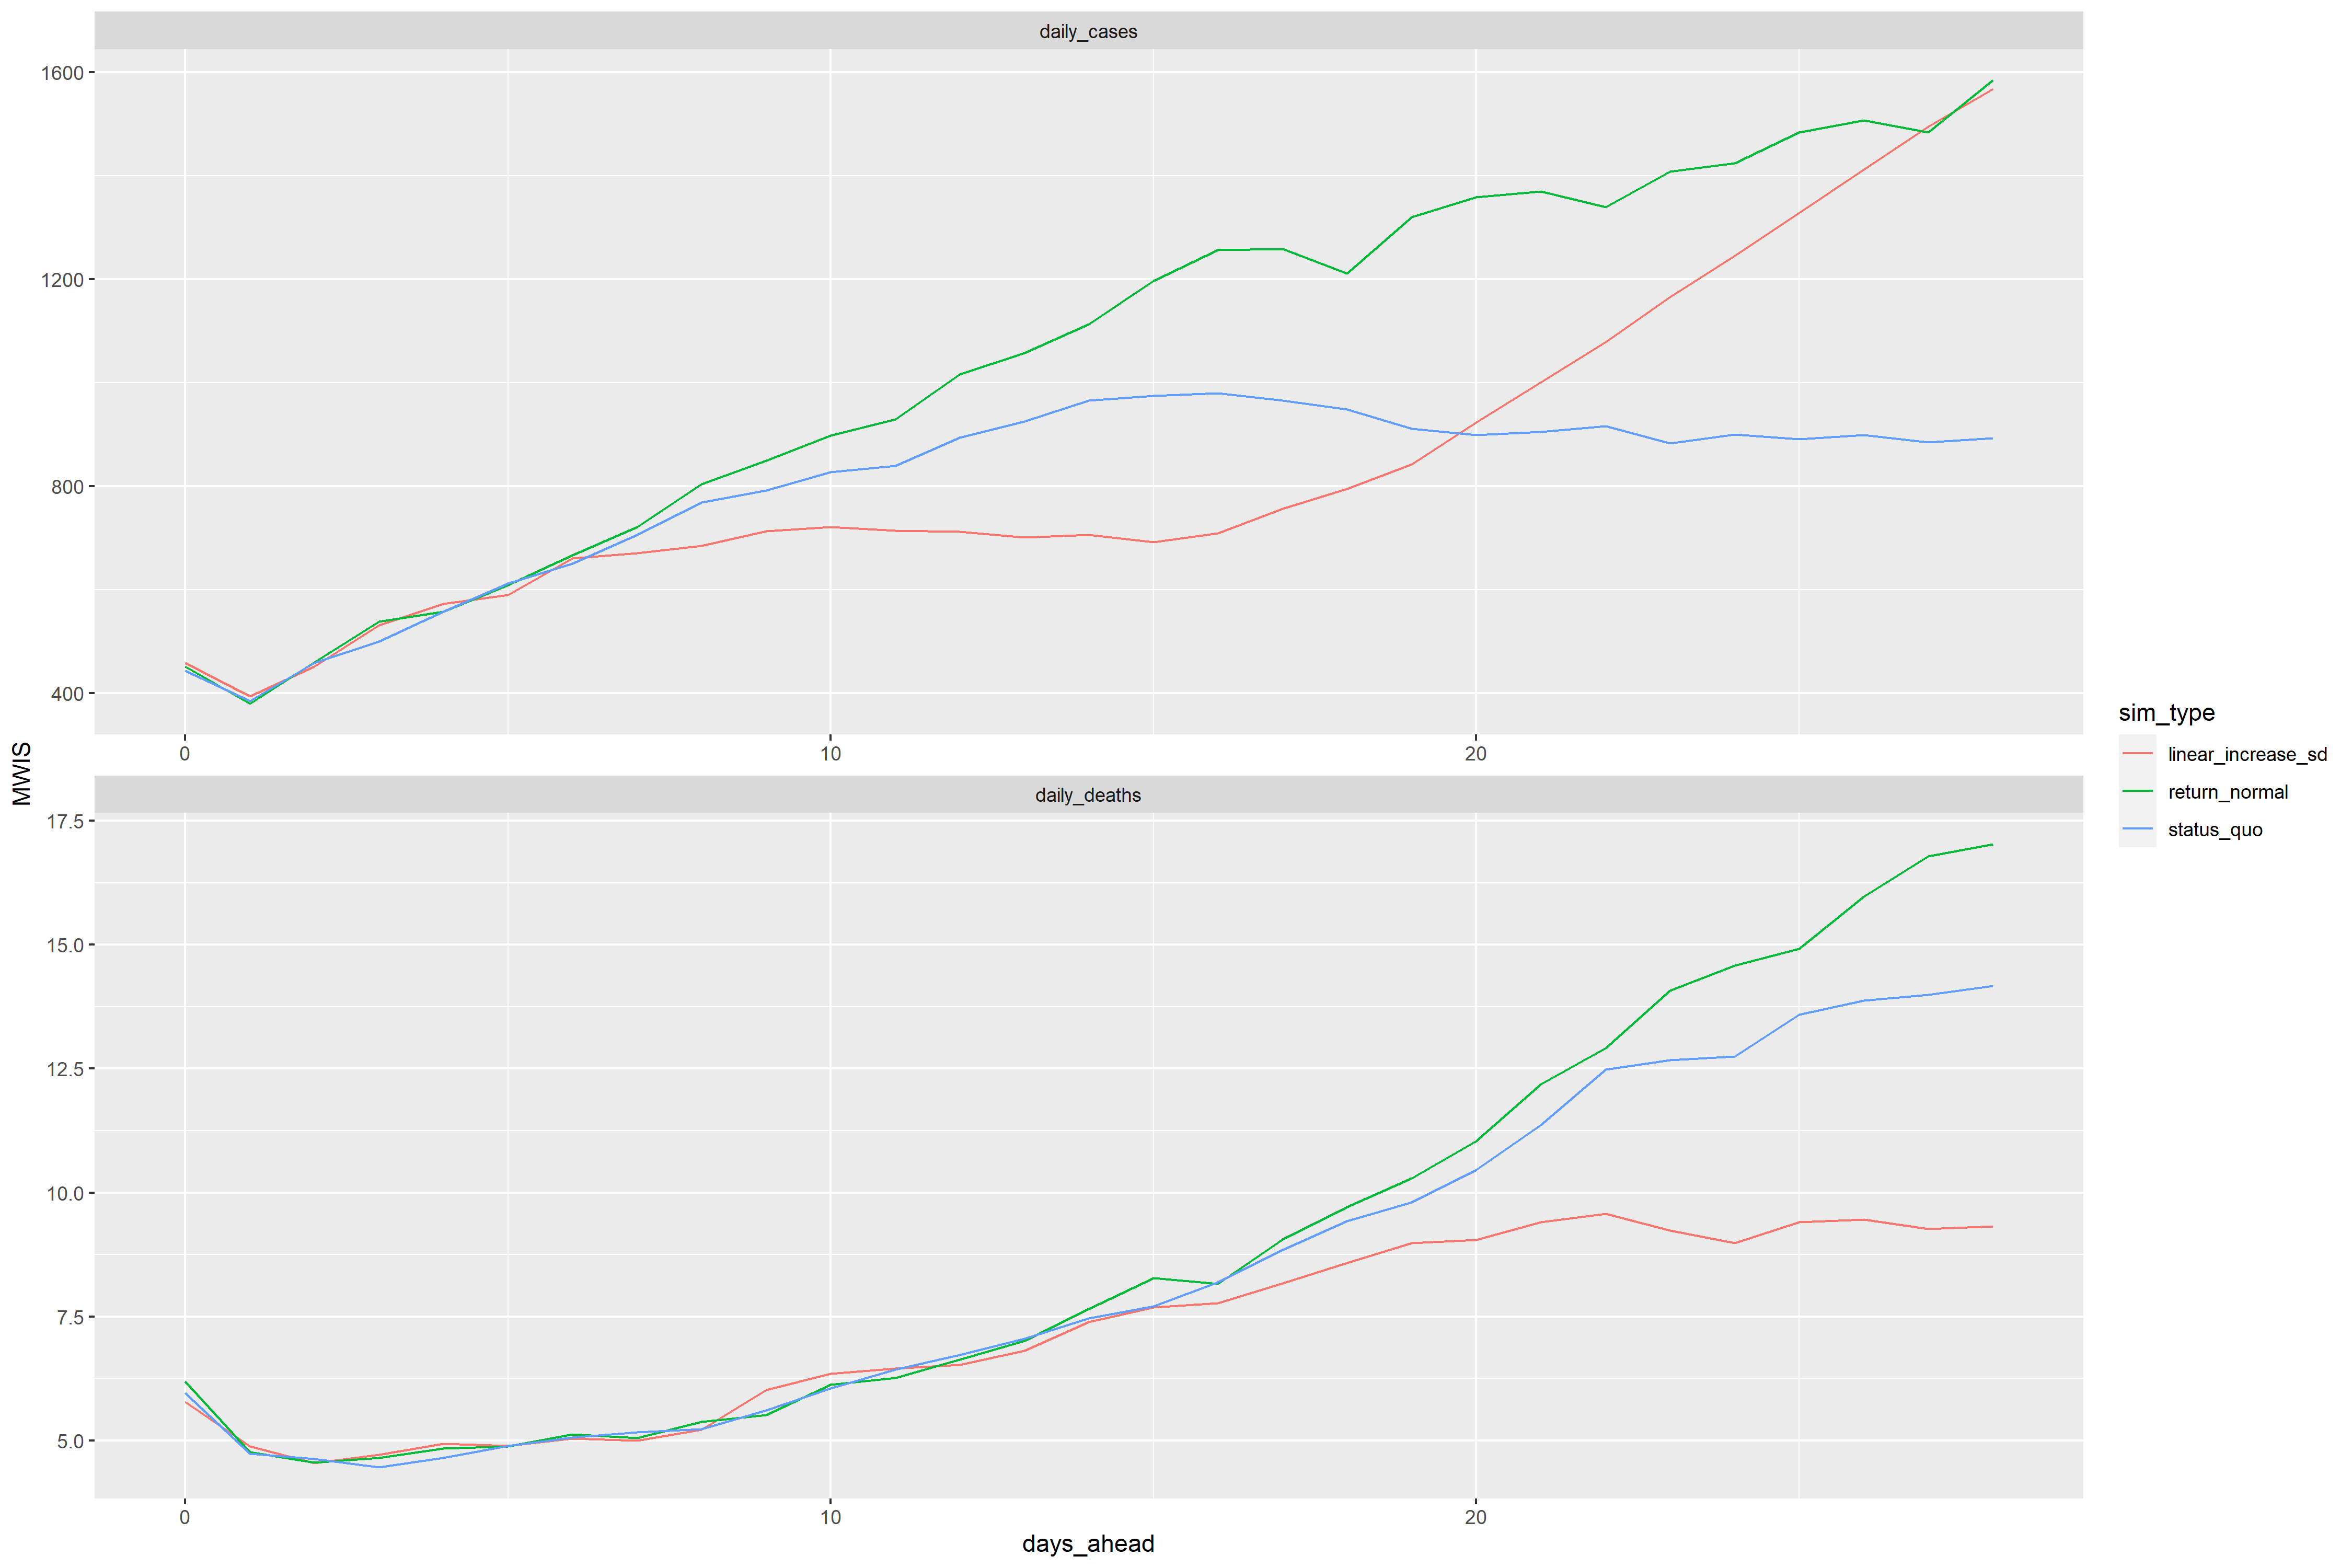 daily_cases
1600
1200
800
400
0
10
20
daily_deaths
17.5
15.0
12.5
10.0
7.5
5.0
0
10
20
days_ahead
MWIS
sim_type
linear_increase_sd
return_normal
status_quo